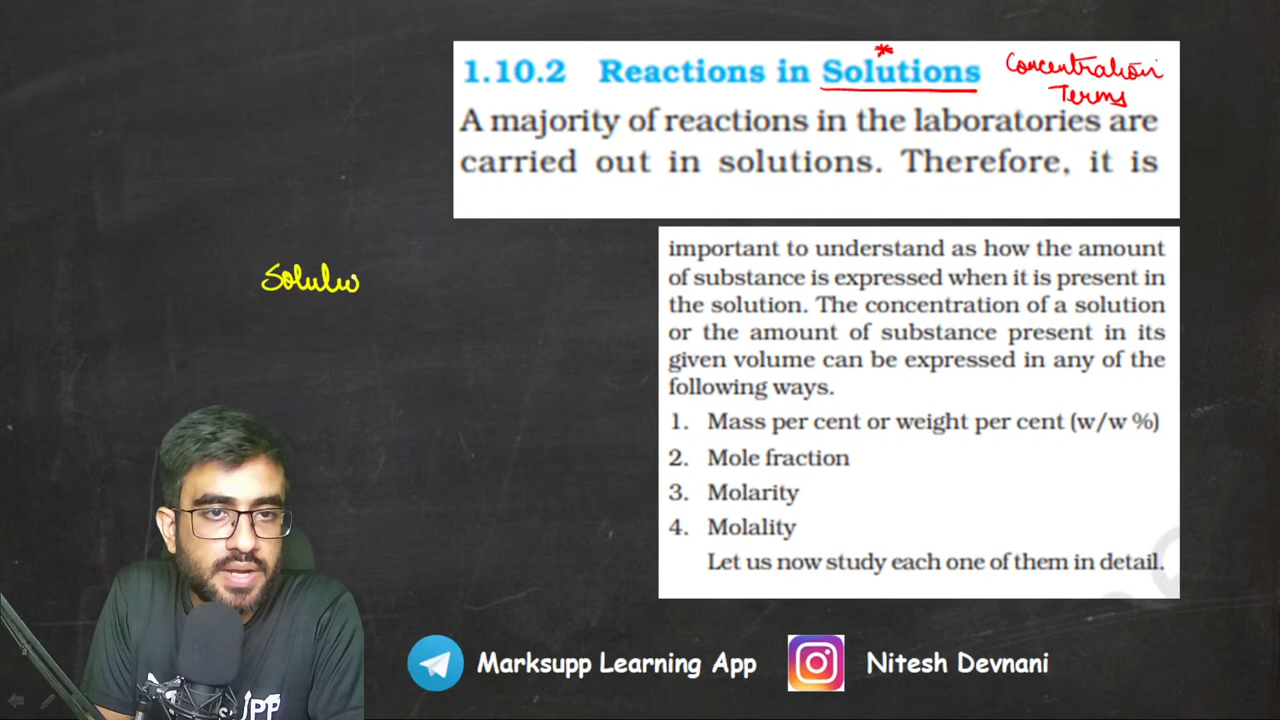 1.10.2 Reactions in Solutions
Concentration
Terms
A majority of reactions in the laboratories are
carried out in solutions. Therefore, it is
important to understand as how the amount
of substance is expressed when it is present in
the solution. The concentration of a solution
or the amount of substance present in its
given volume can be expressed in any of the
following ways.
1. Mass per cent or weight per cent (w/w %)
2. Mole fraction
3. Molarity
4. Molality
Let us now study each one of them in detail.
Marksupp Learning App
Nitesh Devnani